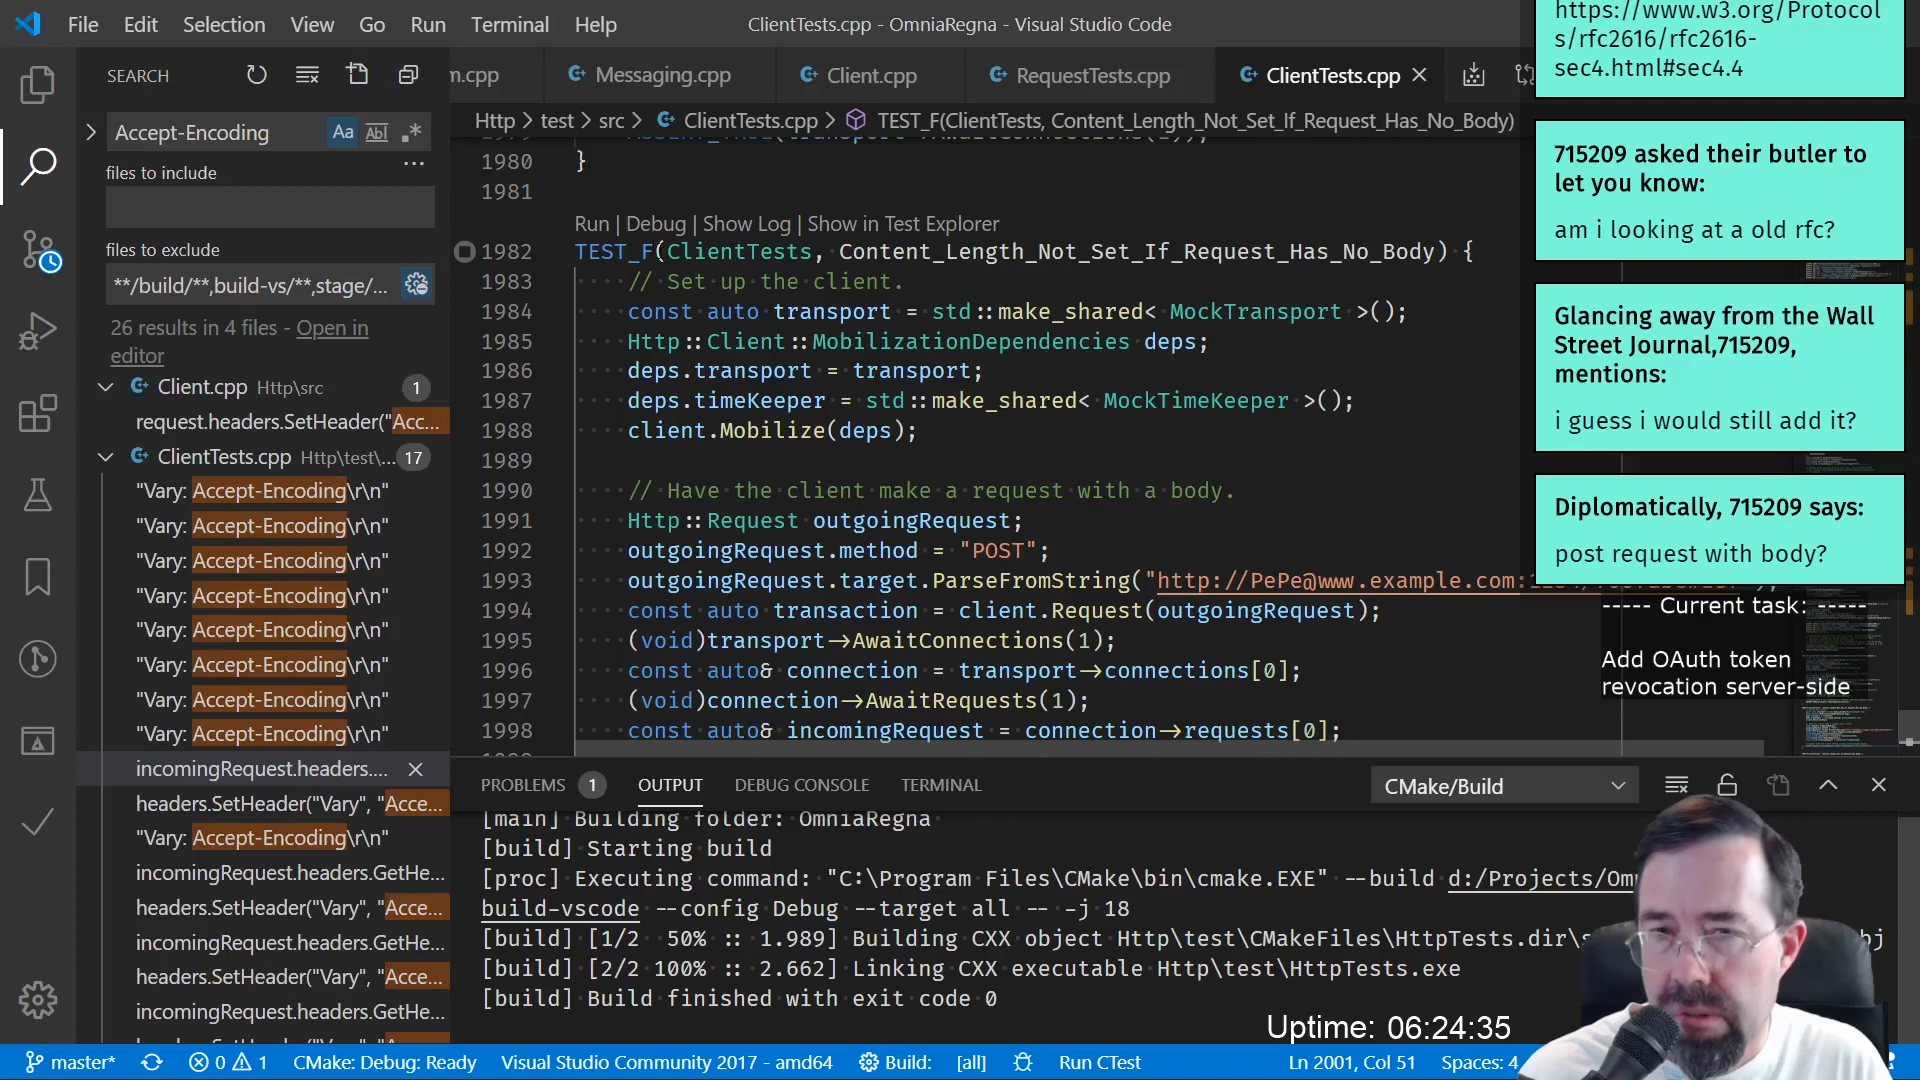 File Edit Selection View Go Run Terminal Help
ClientTests.cpp - OmniaRegna - Visual Studio Code
SEARCH
Accept-Encoding
files to include
files to exclude
**/build/**,build-vs/**,stage/...
26 results in 4 files - Open in
editor
Client.cpp Http\src 1
request.headers.SetHeader("Acc...
ClientTests.cpp Http\test\... 17
"Vary: Accept-Encoding\r\n"
"Vary: Accept-Encoding\r\n"
"Vary: Accept-Encoding\r\n"
"Vary: Accept-Encoding\r\n"
"Vary: Accept-Encoding\r\n"
"Vary: Accept-Encoding\r\n"
"Vary: Accept-Encoding\r\n"
"Vary: Accept-Encoding\r\n"
incomingRequest.headers....
headers.SetHeader("Vary", "Acce...
"Vary: Accept-Encoding\r\n"
incomingRequest.headers.GetHe...
headers.SetHeader("Vary", "Acce...
incomingRequest.headers.GetHe...
headers.SetHeader("Vary", "Acce...
incomingRequest.headers.GetHe...
m.cpp Messaging.cpp Client.cpp RequestTests.cpp ClientTests.cpp
Http > test > src > ClientTests.cpp > TEST_F(ClientTests, Content_Length_Not_Set_If_Request_Has_No_Body)
1980 }
1981
Run | Debug | Show Log | Show in Test Explorer
1982 TEST_F(ClientTests, Content_Length_Not_Set_If_Request_Has_No_Body) {
1983 // Set up the client.
1984 const auto transport = std::make_shared< MockTransport >();
1985 Http::Client::MobilizationDependencies deps;
1986 deps.transport = transport;
1987 deps.timeKeeper = std::make_shared< MockTimeKeeper >();
1988 client.Mobilize(deps);
1989
1990 // Have the client make a request with a body.
1991 Http::Request outgoingRequest;
1992 outgoingRequest.method = "POST";
1993 outgoingRequest.target.ParseFromString("http://PePe@www.example.com:
1994 const auto transaction = client.Request(outgoingRequest);
1995 (void)transport->AwaitConnections(1);
1996 const auto& connection = transport->connections[0];
1997 (void)connection->AwaitRequests(1);
1998 const auto& incomingRequest = connection->requests[0];
PROBLEMS 1 OUTPUT DEBUG CONSOLE TERMINAL
CMake/Build
[main] Building folder: OmniaRegna
[build] Starting build
[proc] Executing command: "C:\Program Files\CMake\bin\cmake.EXE" --build d:/Projects/Om
build-vscode --config Debug --target all -- -j 18
[build] [1/2 50% :: 1.989] Building CXX object Http\test\CMakeFiles\HttpTests.dir\s
[build] [2/2 100% :: 2.662] Linking CXX executable Http\test\HttpTests.exe
[build] Build finished with exit code 0
https://www.w3.org/Protocol
s/rfc2616/rfc2616-
sec4.html#sec4.4
715209 asked their butler to
let you know:
am i looking at a old rfc?
Glancing away from the Wall
Street Journal,715209,
mentions:
i guess i would still add it?
Diplomatically, 715209 says:
post request with body?
----- Current task: -----
Add OAuth token
revocation server-side
Uptime: 06:24:35
master* 0 1 CMake: Debug: Ready Visual Studio Community 2017 - amd64 Build: [all] Run CTest Ln 2001, Col 51 Spaces: 4